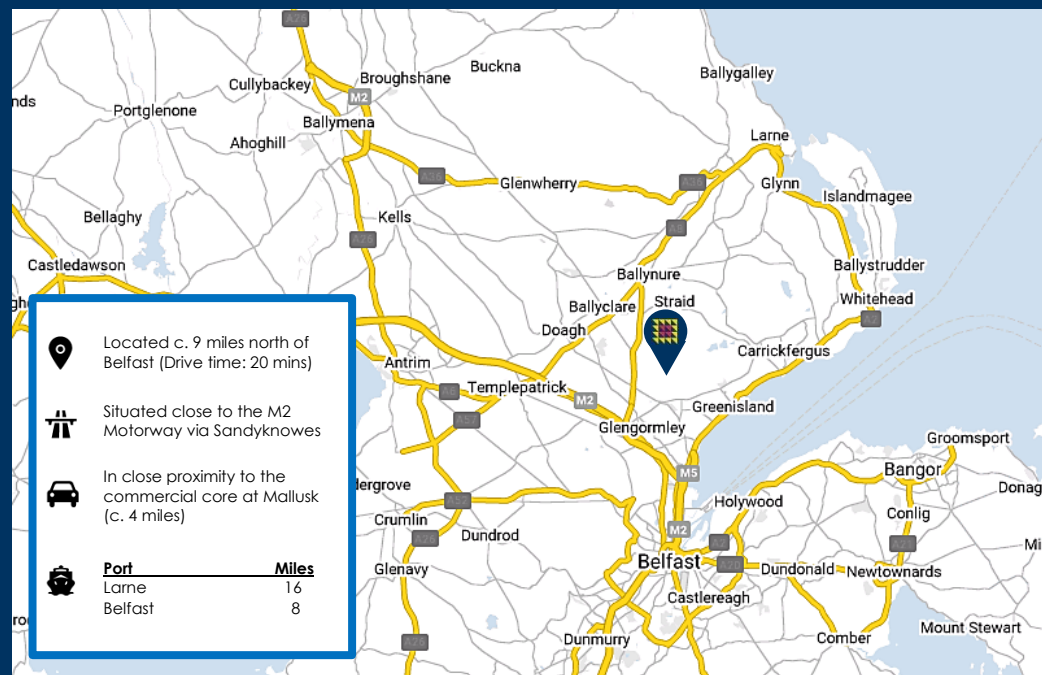 A26
Buckna
Broughshane
Ballygalley
Cullybackey
M2
Portglenone
Ballymena
Larne
Ahoghill
A36
Glenwherry
A36
Glynn
Islandmagee
Bellaghy
Kells
A8
A26
Castledawson
Ballynure
Ballystrudder
Straid
Whitehead
Ballyclare
A2
Doagh
Carrickfergus
Antrim
Templepatrick
M2
Greenisland
A57
Glengormley
Groomsport
Bangor
M5
Holywood
Conlig
Crumlin
Dundrod
M2
A2
A26
A21
Glenavy
Belfast
A20
Dundonald
Newtownards
Castlereagh
Mount Stewart
Dunmurry
Comber
Located c. 9 miles north of
Belfast (Drive time: 20 mins)
Situated close to the M2
Motorway via Sandyknowes
In close proximity to the
commercial core at Mallusk
(c. 4 miles)
Port Miles
Larne 16
Belfast 8